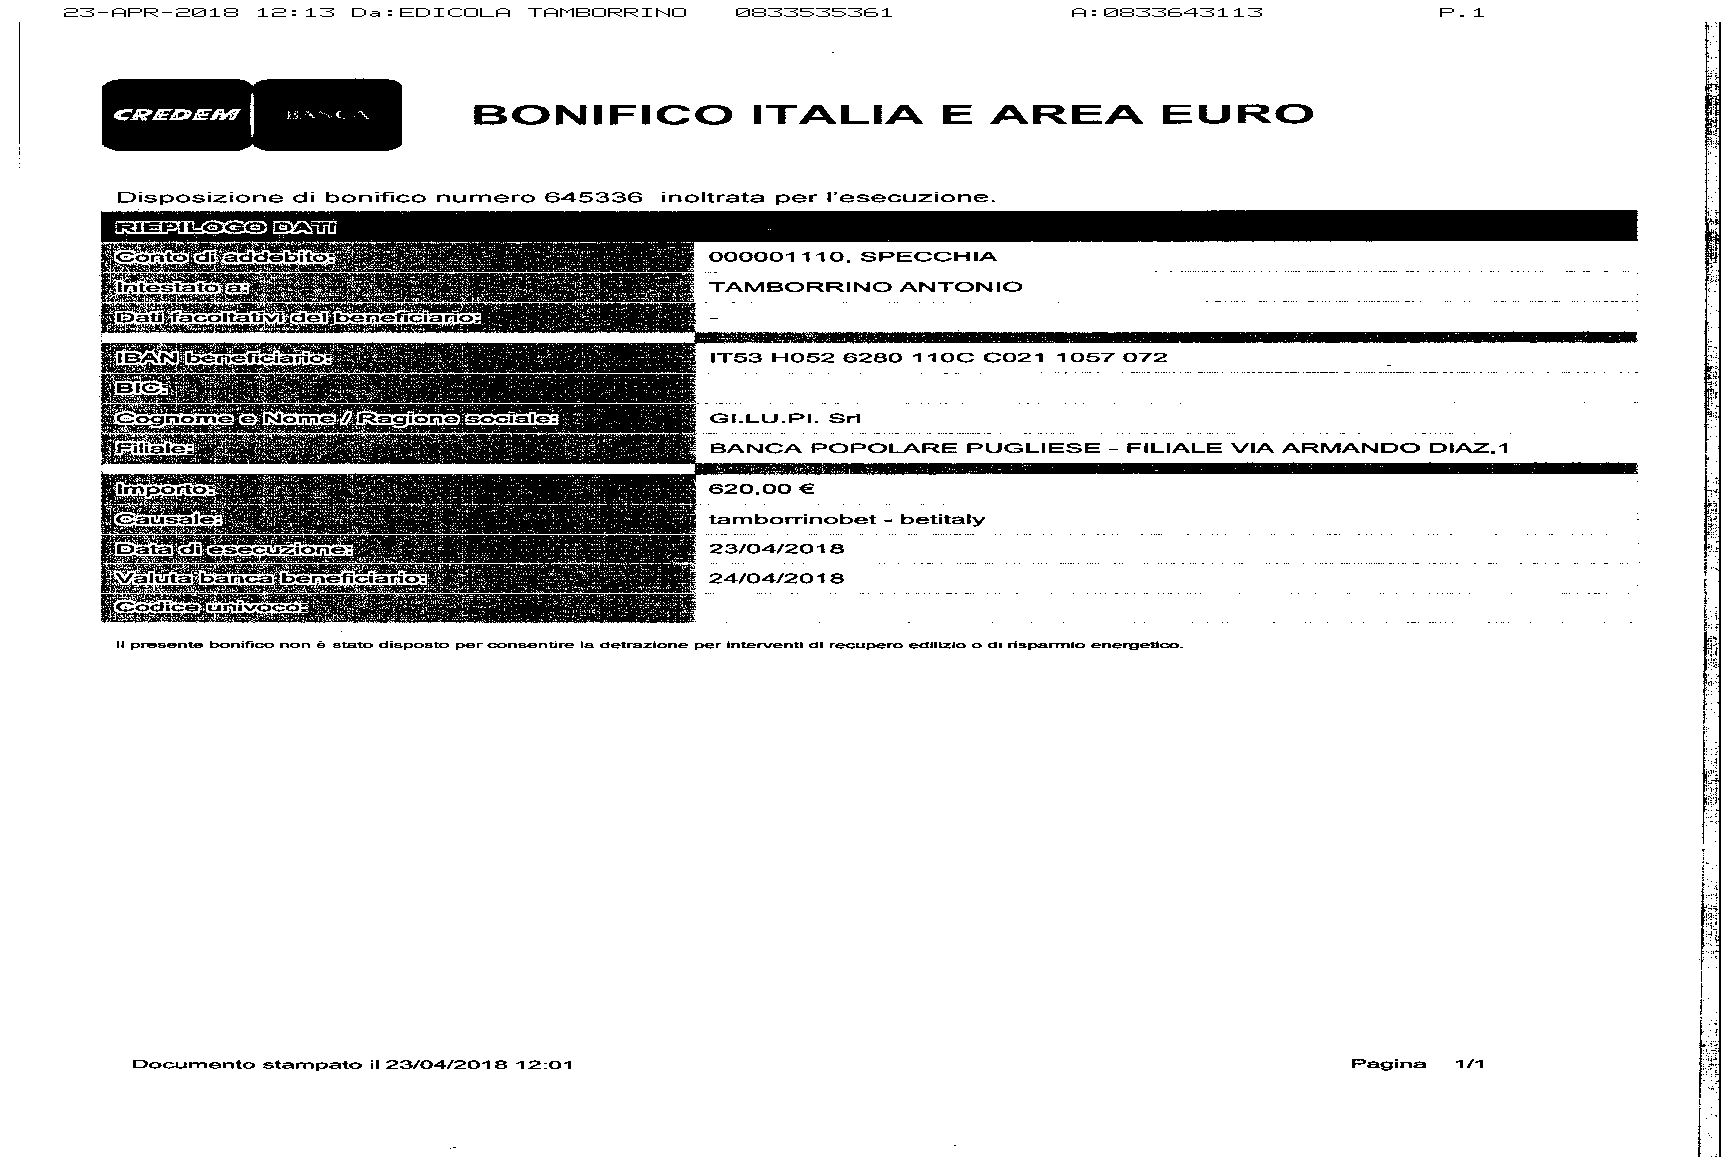 23-APR-2018 12:13 Da:EDICOLA TAMBORRINO 0833535361 A:0833643113 P.1
CREDEM BANCA
BONIFICO ITALIA E AREA EURO
Disposizione di bonifico numero 645336 inoltrata per l'esecuzione.
RIEPILOGO DATI
Conto di addebito: 000001110, SPECCHIA
Intestato a: TAMBORRINO ANTONIO
Dati facoltativi del beneficiario: -
IBAN beneficiario: IT53 H052 6280 110C C021 1057 072
BIC:
Cognome e Nome / Ragione sociale: GI.LU.PI. Srl
Filiale: BANCA POPOLARE PUGLIESE - FILIALE VIA ARMANDO DIAZ,1
Importo: 620,00 €
Causale: tamborrinobet - betitaly
Data di esecuzione: 23/04/2018
Valuta banca beneficiario: 24/04/2018
Codice univoco:
Il presente bonifico non è stato disposto per consentire la detrazione per interventi di recupero edilizio o di risparmio energetico.
Documento stampato il 23/04/2018 12:01 Pagina 1/1